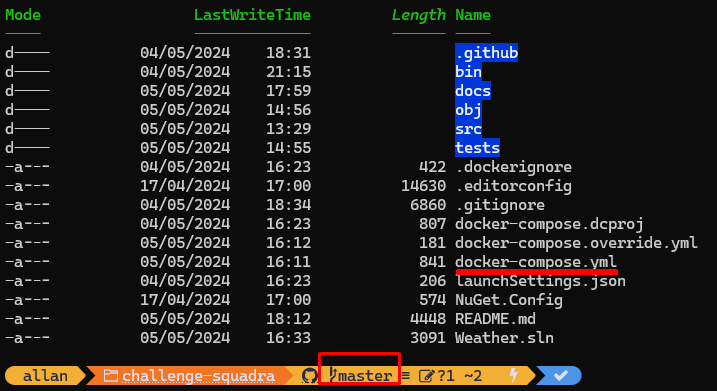 Mode LastWriteTime Length Name
d---- 04/05/2024 18:31 .github
d---- 04/05/2024 21:15 bin
d---- 05/05/2024 17:59 docs
d---- 05/05/2024 14:56 obj
d---- 05/05/2024 13:29 src
d---- 05/05/2024 14:55 tests
-a--- 04/05/2024 16:23 422 .dockerignore
-a--- 17/04/2024 17:00 14630 .editorconfig
-a--- 04/05/2024 18:34 6860 .gitignore
-a--- 04/05/2024 16:23 807 docker-compose.dcproj
-a--- 05/05/2024 16:12 181 docker-compose.override.yml
-a--- 05/05/2024 16:11 841 docker-compose.yml
-a--- 04/05/2024 16:23 206 launchSettings.json
-a--- 17/04/2024 17:00 574 NuGet.Config
-a--- 05/05/2024 18:12 4448 README.md
-a--- 05/05/2024 16:33 3091 Weather.sln
allan challenge-squadra master ≡ ?1 ~2